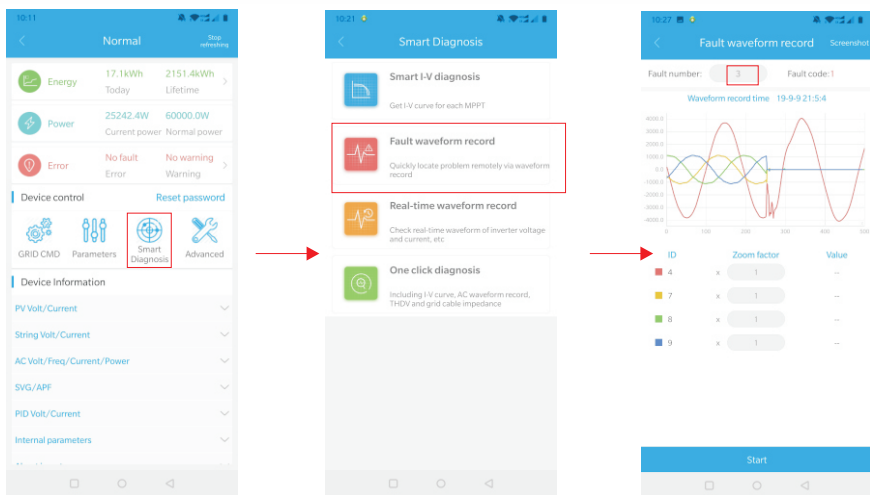 10:11
Normal
Stop
refreshing
Energy
17.1kWh
2151.4kWh
Today
Lifetime
Power
25242.4W
60000.0W
Current power
Normal power
Error
No fault
No warning
Error
Warning
Device control
Reset password
GRID CMD
Parameters
Smart
Diagnosis
Advanced
Device Information
PV Volt/Current
String Volt/Current
AC Volt/Freq/Current/Power
SVG/APF
PID Volt/Current
Internal parameters
10:21
Smart Diagnosis
Smart I-V diagnosis
Get I-V curve for each MPPT
Fault waveform record
Quickly locate problem remotely via waveform
record
Real-time waveform record
Check real-time waveform of inverter voltage
and current, etc
One click diagnosis
Including I-V curve, AC waveform record,
THDV and grid cable impedance
10:27
Fault waveform record
Screenshot
Fault number:
3
Fault code:1
Waveform record time 19-9-9 21:5:4
4000.0
3000.0
2000.0
1000.0
0.0
-1000.0
-2000.0
-3000.0
-4000.0
0 100 200 200 400 500
ID Zoom factor Value
4 x 1 --
7 x 1 --
8 x 1 --
9 x 1 --
Start